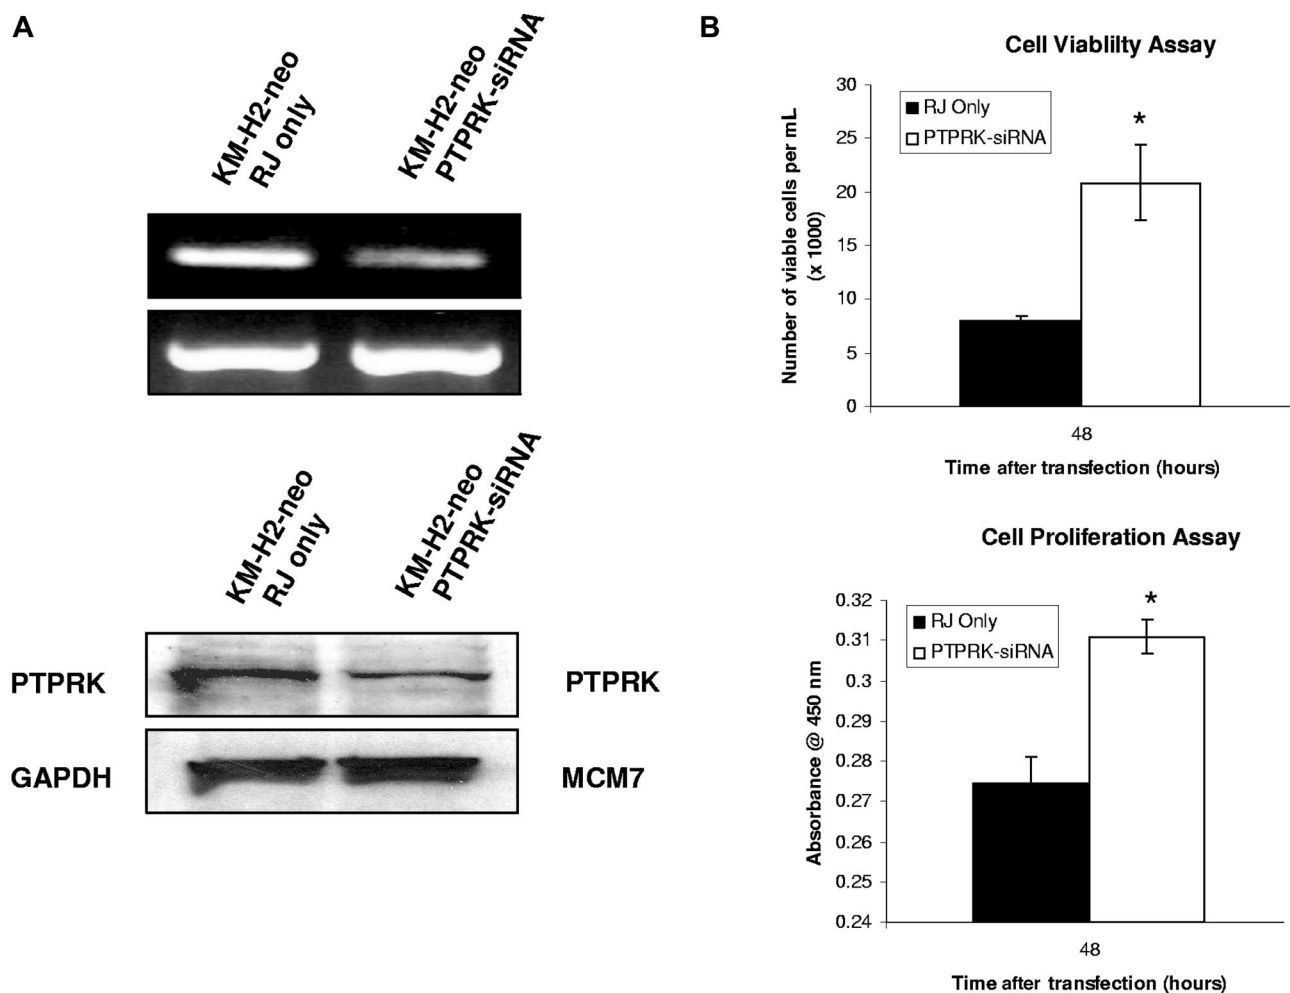 A
KM-H2-neo
RJ only
KM-H2-neo
PTPRK-siRNA
KM-H2-neo
RJ only
KM-H2-neo
PTPRK-siRNA
PTPRK
PTPRK
GAPDH
MCM7
B
Cell Viablilty Assay
RJ Only
PTPRK-siRNA
*
30
25
20
15
10
5
0
Number of viable cells per mL
(x 1000)
48
Time after transfection (hours)
Cell Proliferation Assay
RJ Only
PTPRK-siRNA
*
0.32
0.31
0.3
0.29
0.28
0.27
0.26
0.25
0.24
Absorbance @ 450 nm
48
Time after transfection (hours)